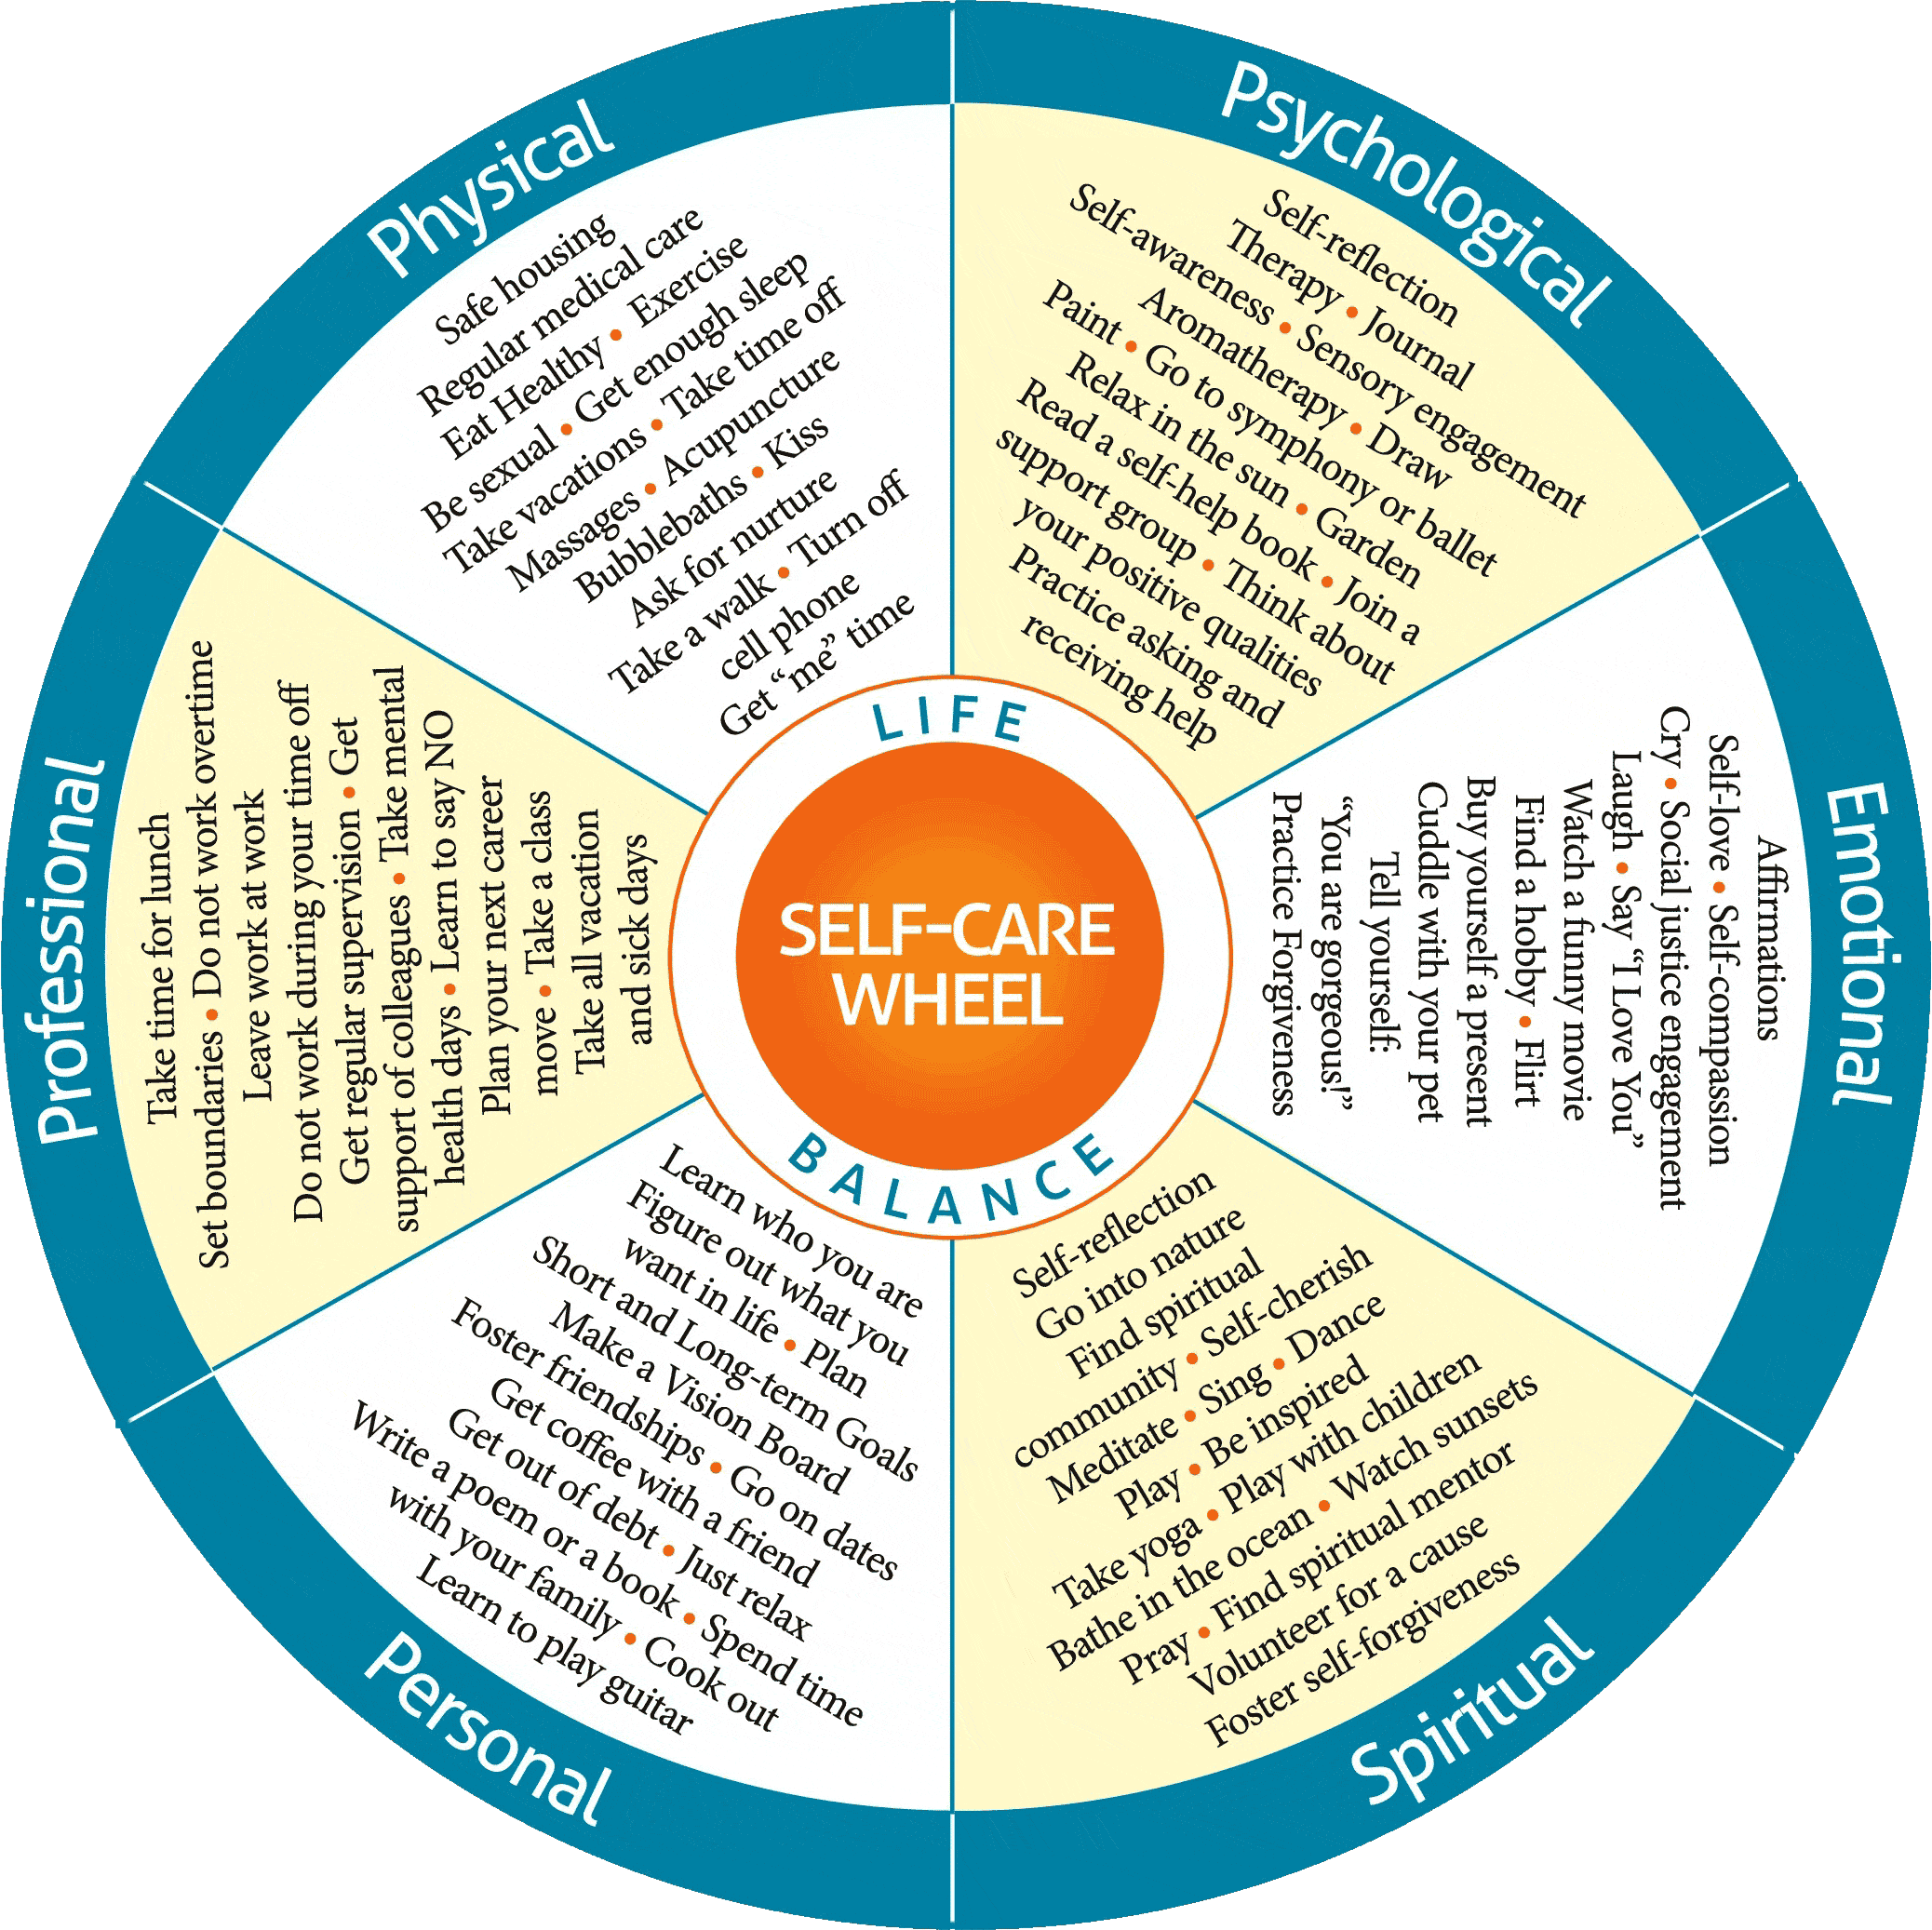 Physical
Safe housing
Regular medical care
Eat Healthy • Exercise
Be sexual • Get enough sleep
Take vacations • Take time off
Massages • Acupuncture
Bubblebaths • Kiss
Ask for nurture
Take a walk • Turn off
cell phone
Get “me” time
Psychological
Self-reflection
Therapy • Journal
Self-awareness • Sensory engagement
Aromatherapy • Draw
Paint • Go to symphony or ballet
Relax in the sun • Garden
Read a self-help book • Join a
support group • Think about
your positive qualities
Practice asking and
receiving help
Emotional
Affirmations
Self-love • Self-compassion
Cry • Social justice engagement
Laugh • Say “I Love You”
Watch a funny movie
Find a hobby • Flirt
Buy yourself a present
Cuddle with your pet
Tell yourself:
“You are gorgeous!”
Practice Forgiveness
Spiritual
Self-reflection
Go into nature
Find spiritual
community • Self-cherish
Meditate • Sing • Dance
Play • Be inspired
Take yoga • Play with children
Bathe in the ocean • Watch sunsets
Pray • Find spiritual mentor
Volunteer for a cause
Foster self-forgiveness
Personal
Learn who you are
Figure out what you
want in life • Plan
Short and Long-term Goals
Make a Vision Board
Foster friendships • Go on dates
Get coffee with a friend
Get out of debt • Just relax
Write a poem or a book • Spend time
with your family • Cook out
Learn to play guitar
Professional
Take time for lunch
Set boundaries • Do not work overtime
Leave work at work
Do not work during your time off
Get regular supervision • Get
support of colleagues • Take mental
health days • Learn to say NO
Plan your next career
move • Take a class
Take all vacation
and sick days
LIFE
SELF-CARE
WHEEL
BALANCE